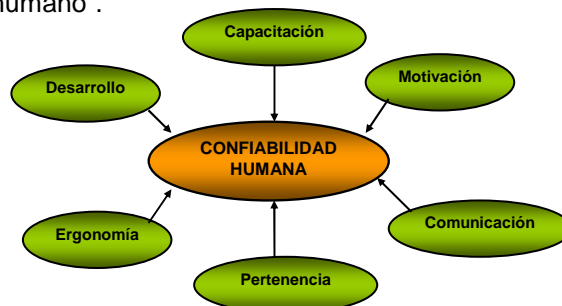 humano".
Capacitación
Motivación
Desarrollo
CONFIABILIDAD
HUMANA
Comunicación
Ergonomía
Pertenencia